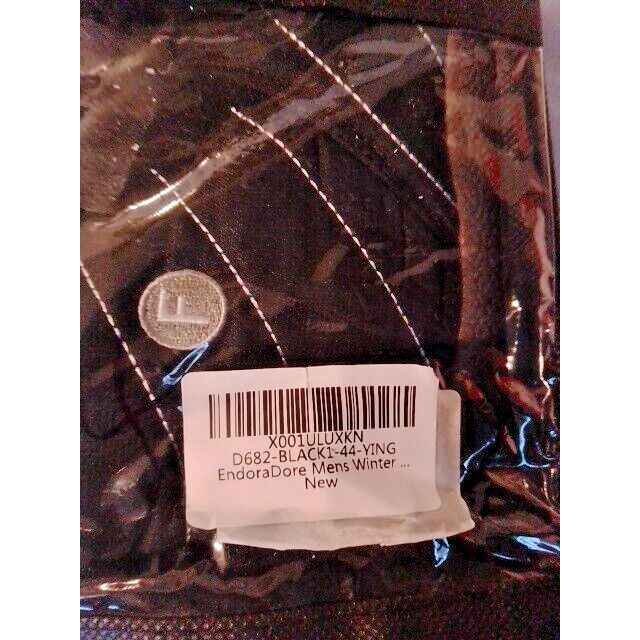 F
X001ULUXKN
D682-BLACK1-44-YING
EndoraDore Mens Winter ...
New